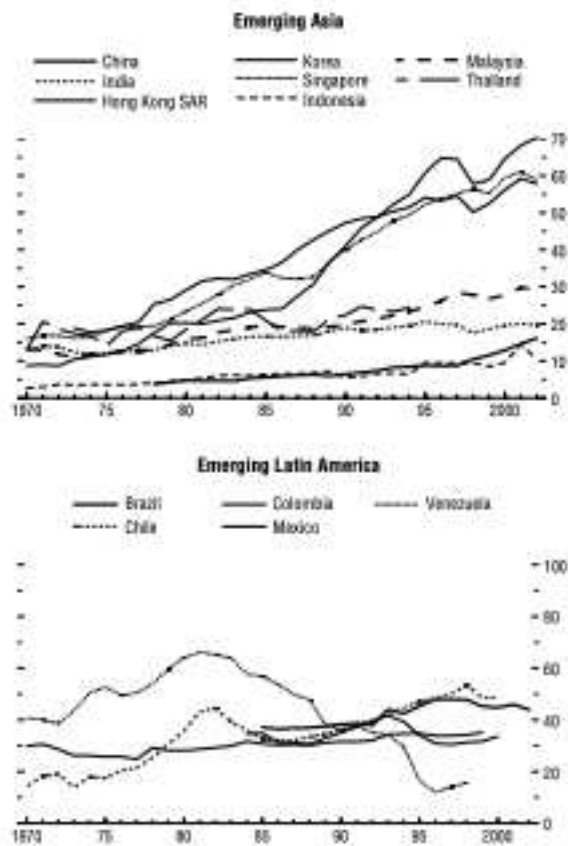 Emerging Asia
China Korea Malaysia
India Singapore Thailand
Hong Kong SAR Indonesia
70
60
50
40
30
20
10
0
1970 75 80 85 90 95 2000
Emerging Latin America
Brazil Colombia Venezuela
Chile Mexico
100
80
60
40
20
0
1970 75 80 85 90 95 2000